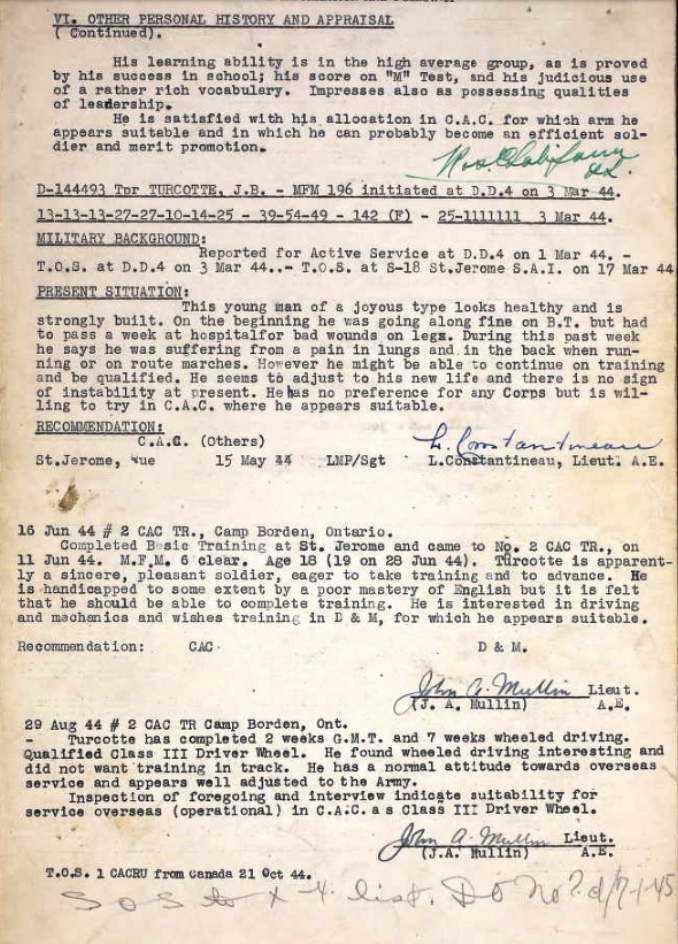 VI. OTHER PERSONAL HISTORY AND APPRAISAL
( Continued).
His learning ability is in the high average group, as is proved
by his success in school; his score on "M" Test, and his judicious use
of a rather rich vocabulary. Impresses also as possessing qualities
of leadership.
He is satisfied with his allocation in C.A.C. for which arm he
appears suitable and in which he can probably become an efficient sol-
dier and merit promotion.
D-144493 Tpr TURCOTTE, J.B. - MFM 196 initiated at D.D.4 on 3 Mar 44.
13-13-13-27-27-10-14-25 - 39-54-49 - 142 (F) - 25-1111111 3 Mar 44.
MILITARY BACKGROUND:
Reported for Active Service at D.D.4 on 1 Mar 44. -
T.O.S. at D.D.4 on 3 Mar 44..- T.O.S. at S-18 St.Jerome S.A.I. on 17 Mar 44
PRESENT SITUATION:
This young man of a joyous type looks healthy and is
strongly built. On the beginning he was going along fine on B.T. but had
to pass a week at hospitalfor bad wounds on legs. During this past week
he says he was suffering from a pain in lungs and in the back when run-
ning or on route marches. However he might be able to continue on training
and be qualified. He seems to adjust to his new life and there is no sign
of instability at present. He has no preference for any Corps but is wil-
ling to try in C.A.C. where he appears suitable.
RECOMMENDATION:
C.A.C. (Others)
L. Constantineau
St.Jerome, Que 15 May 44 LMP/Sgt L.Constantineau, Lieut. A.E.
16 Jun 44 # 2 CAC TR., Camp Borden, Ontario.
Completed Basic Training at St. Jerome and came to No. 2 CAC TR., on
11 Jun 44. M.F.M. 6 clear. Age 18 (19 on 28 Jun 44). Turcotte is apparent-
ly a sincere, pleasant soldier, eager to take training and to advance. He
is handicapped to some extent by a poor mastery of English but it is felt
that he should be able to complete training. He is interested in driving
and mechanics and wishes training in D & M, for which he appears suitable.
Recommendation: CAC D & M.
John A. Mullin Lieut.
(J. A. Mullin) A.E.
29 Aug 44 # 2 CAC TR Camp Borden, Ont.
- Turcotte has completed 2 weeks G.M.T. and 7 weeks wheeled driving.
Qualified Class III Driver Wheel. He found wheeled driving interesting and
did not want training in track. He has a normal attitude towards overseas
service and appears well adjusted to the Army.
Inspection of foregoing and interview indicate suitability for
service overseas (operational) in C.A.C. as Class III Driver Wheel.
John A. Mullin Lieut.
(J.A. Mullin) A.E.
T.O.S. 1 CACRU from Canada 21 Oct 44.
S O S to X-4 list. D O No 7 d/7-1-45